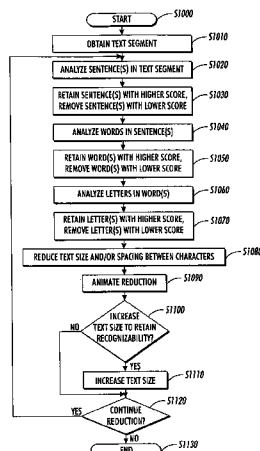 START
S1000
OBTAIN TEXT SEGMENT
S1010
ANALYZE SENTENCE(S) IN TEXT SEGMENT
S1020
RETAIN SENTENCE(S) WITH HIGHER SCORE,
REMOVE SENTENCE(S) WITH LOWER SCORE
S1030
ANALYZE WORDS IN SENTENCE(S)
S1040
RETAIN WORD(S) WITH HIGHER SCORE,
REMOVE WORD(S) WITH LOWER SCORE
S1050
ANALYZE LETTERS IN WORD(S)
S1060
RETAIN LETTER(S) WITH HIGHER SCORE,
REMOVE LETTER(S) WITH LOWER SCORE
S1070
REDUCE TEXT SIZE AND/OR SPACING BETWEEN CHARACTERS
S1080
ANIMATE REDUCTION
S1090
INCREASE
TEXT SIZE TO RETAIN
RECOGNIZABILITY?
S1100
NO
YES
INCREASE TEXT SIZE
S1110
CONTINUE
REDUCTION?
S1120
YES
NO
END
S1130